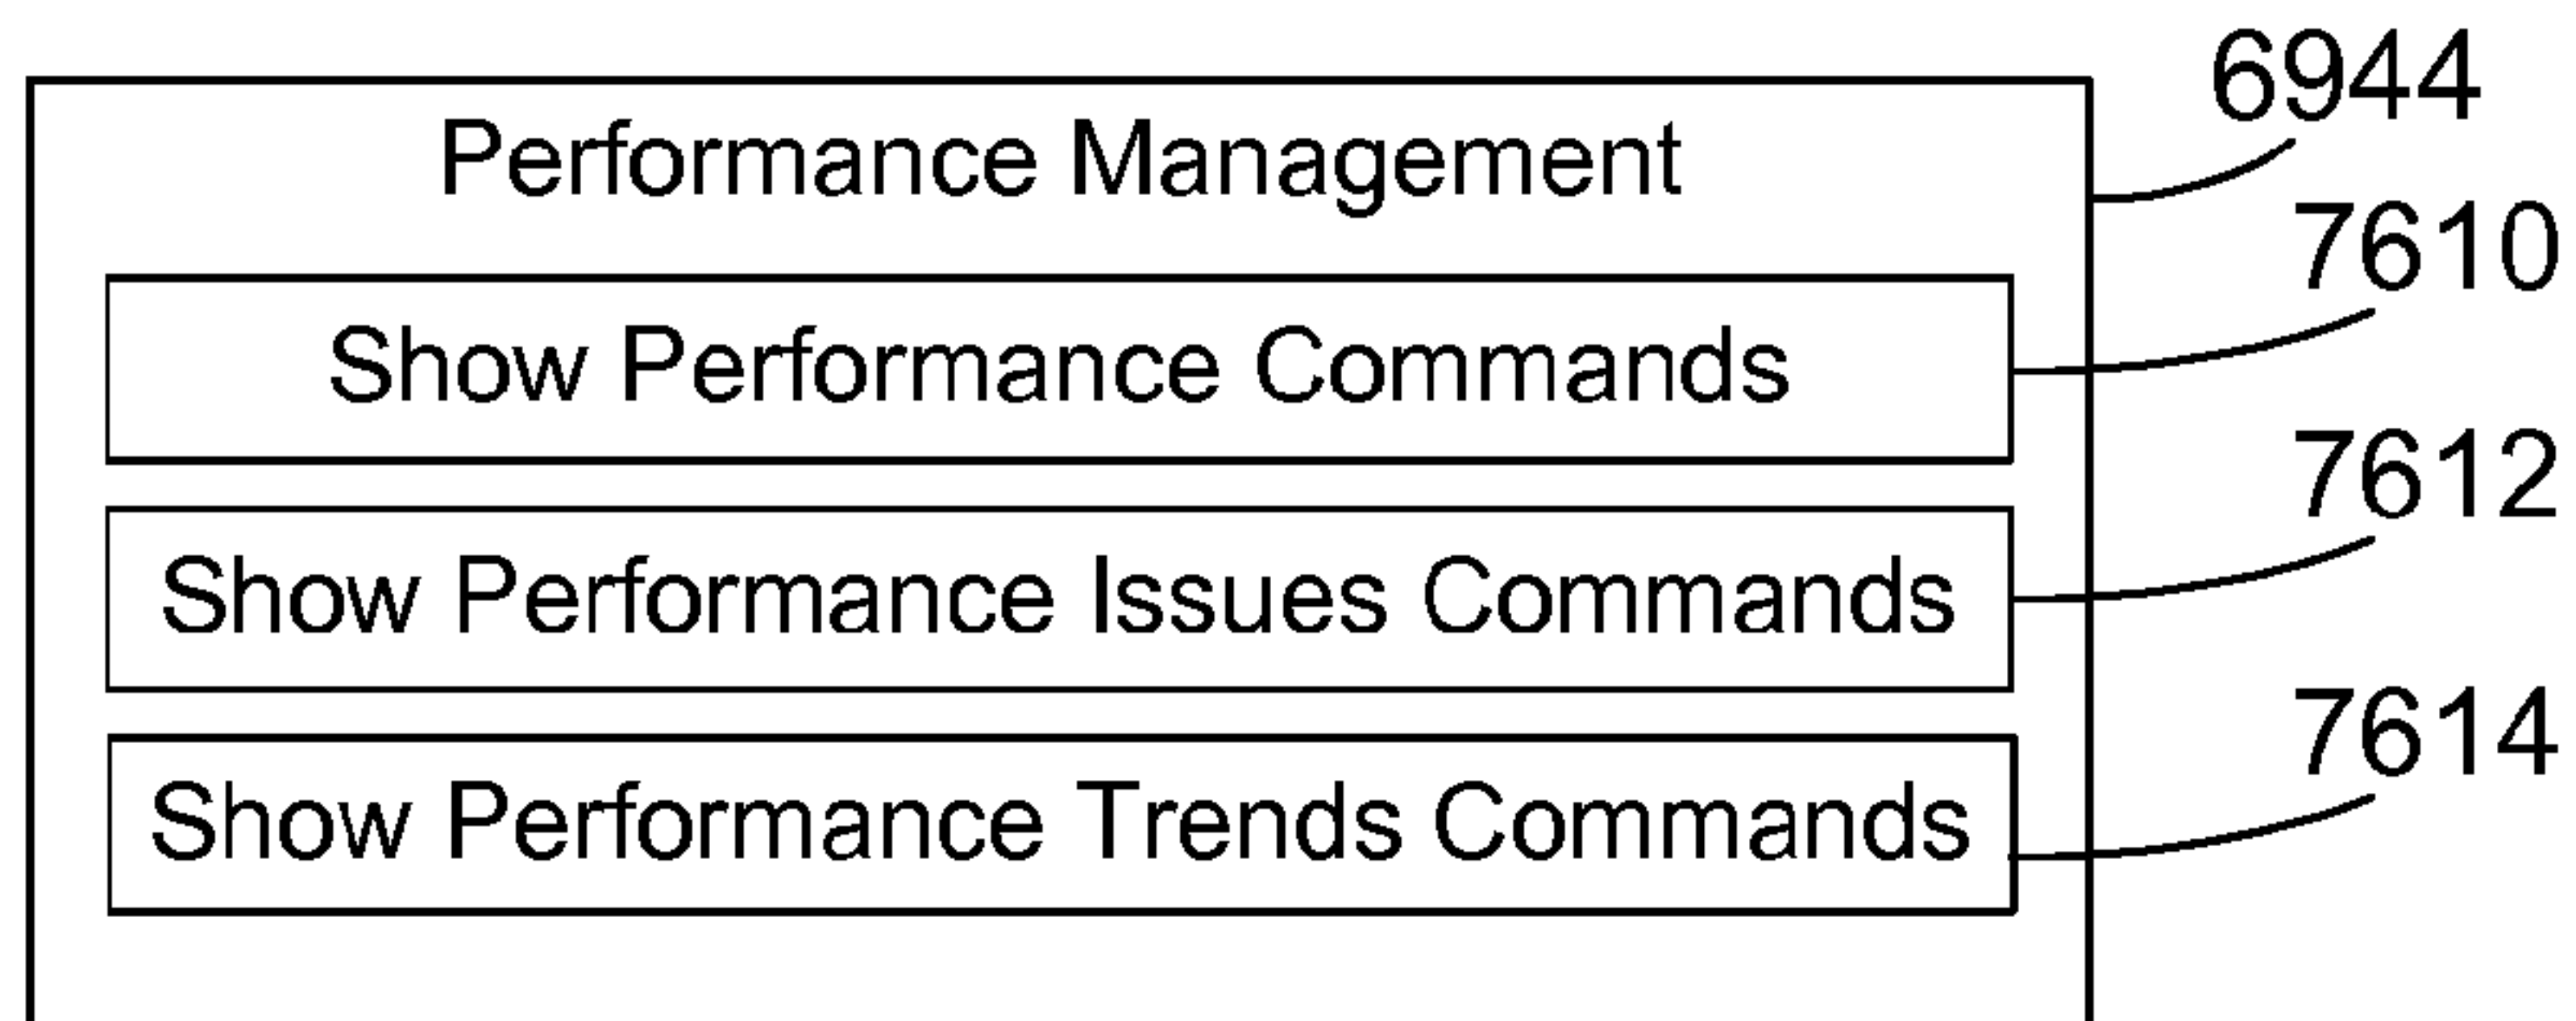 6944
Performance Management
7610
Show Performance Commands
7612
Show Performance Issues Commands
7614
Show Performance Trends Commands